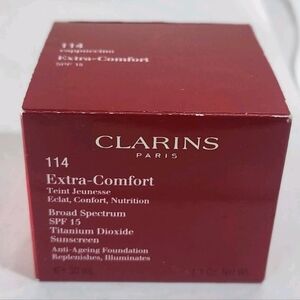 114
cappuccino
Extra-Comfort
SPF 15
CLARINS
PARIS
114
Extra-Comfort
Teint Jeunesse
Eclat, Confort, Nutrition
Broad Spectrum
SPF 15
Titanium Dioxide
Sunscreen
Anti-Ageing Foundation
Replenishes, Illuminates